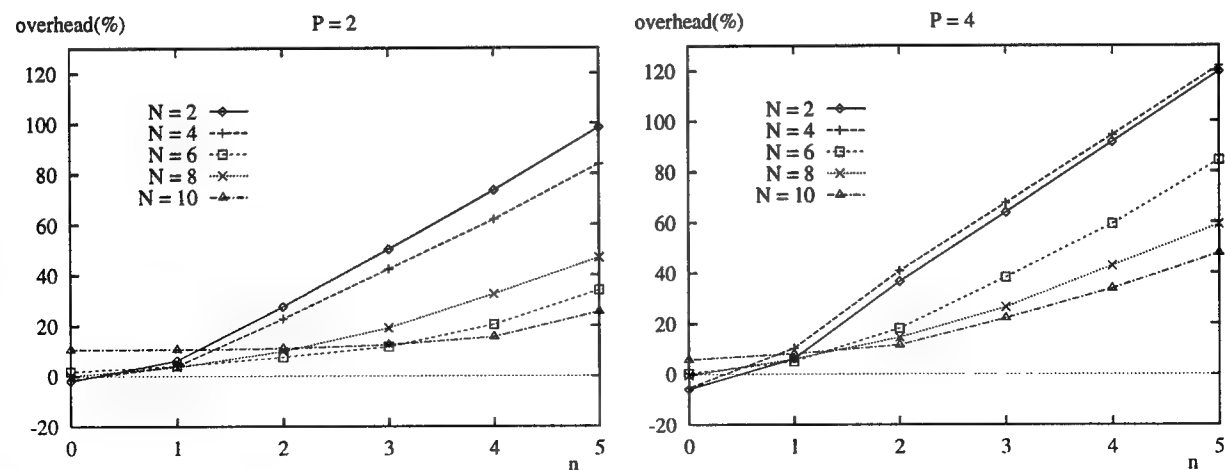 overhead(%)
P = 2
120
100
80
60
40
20
0
-20
N = 2
N = 4
N = 6
N = 8
N = 10
0 1 2 3 4 5
n
overhead(%)
P = 4
120
100
80
60
40
20
0
-20
N = 2
N = 4
N = 6
N = 8
N = 10
0 1 2 3 4 5
n